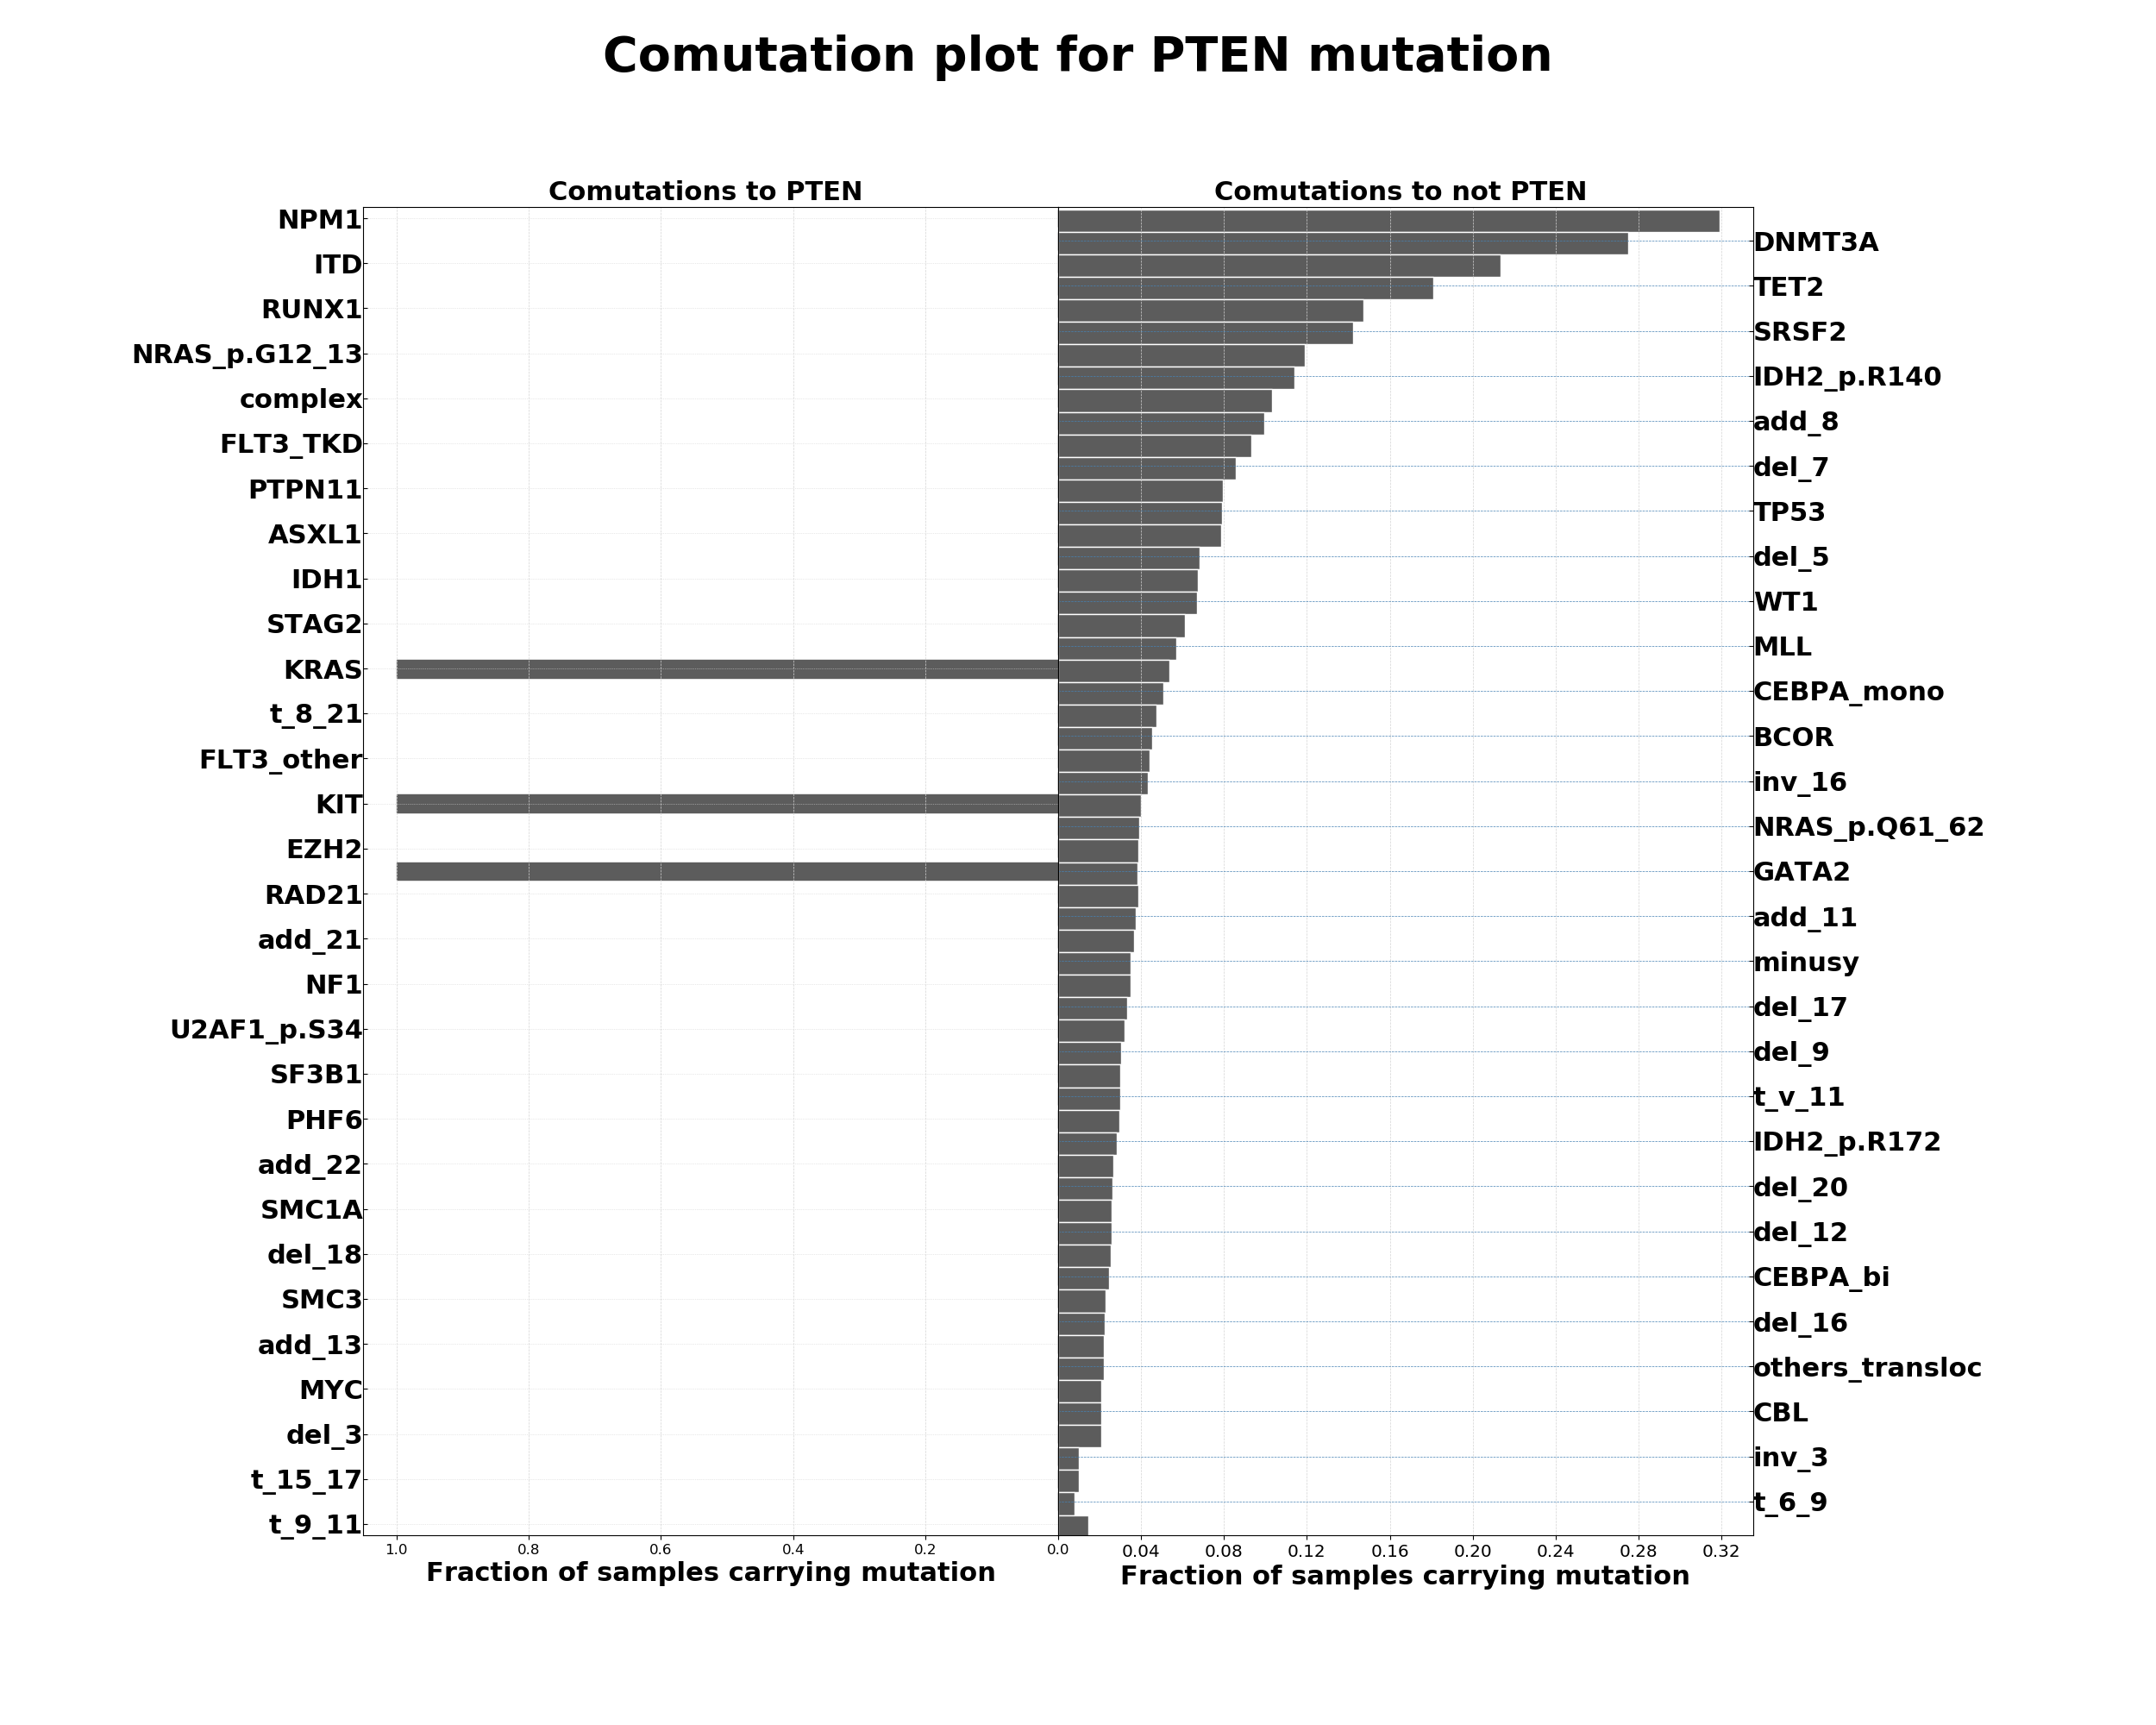 Comutation plot for PTEN mutation
Comutations to PTEN
Comutations to not PTEN
NPM1
DNMT3A
ITD
TET2
RUNX1
SRSF2
NRAS_p.G12_13
IDH2_p.R140
complex
add_8
FLT3_TKD
del_7
PTPN11
TP53
ASXL1
del_5
IDH1
WT1
STAG2
MLL
KRAS
CEBPA_mono
t_8_21
BCOR
FLT3_other
inv_16
KIT
NRAS_p.Q61_62
EZH2
GATA2
RAD21
add_11
add_21
minusy
NF1
del_17
U2AF1_p.S34
del_9
SF3B1
t_v_11
PHF6
IDH2_p.R172
add_22
del_20
SMC1A
del_12
del_18
CEBPA_bi
SMC3
del_16
add_13
others_transloc
MYC
CBL
del_3
inv_3
t_15_17
t_6_9
t_9_11
1.0 0.8 0.6 0.4 0.2 0.0 0.04 0.08 0.12 0.16 0.20 0.24 0.28 0.32
Fraction of samples carrying mutation
Fraction of samples carrying mutation